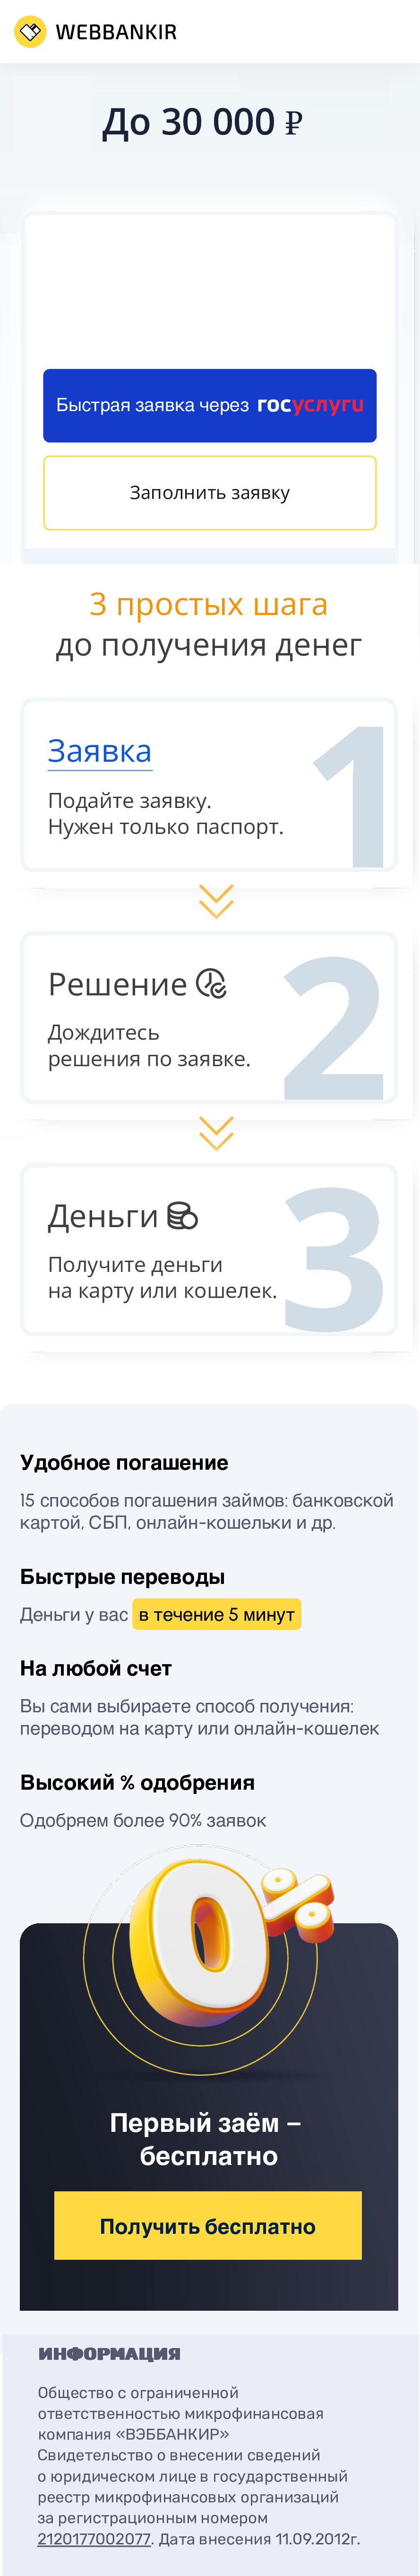 WEBBANKIR
До 30 000 ₽
Быстрая заявка через госуслуги
Заполнить заявку
3 простых шага
до получения денег
Заявка
1
Подайте заявку.
Нужен только паспорт.
Решение
2
Дождитесь
решения по заявке.
Деньги
3
Получите деньги
на карту или кошелек.
Удобное погашение
15 способов погашения займов: банковской
картой, СБП, онлайн-кошельки и др.
Быстрые переводы
Деньги у вас в течение 5 минут
На любой счет
Вы сами выбираете способ получения:
переводом на карту или онлайн-кошелек
Высокий % одобрения
Одобряем более 90% заявок
0%
Первый заём –
бесплатно
Получить бесплатно
ИНФОРМАЦИЯ
Общество с ограниченной
ответственностью микрофинансовая
компания «ВЭББАНКИР»
Свидетельство о внесении сведений
о юридическом лице в государственный
реестр микрофинансовых организаций
за регистрационным номером
2120177002077. Дата внесения 11.09.2012г.